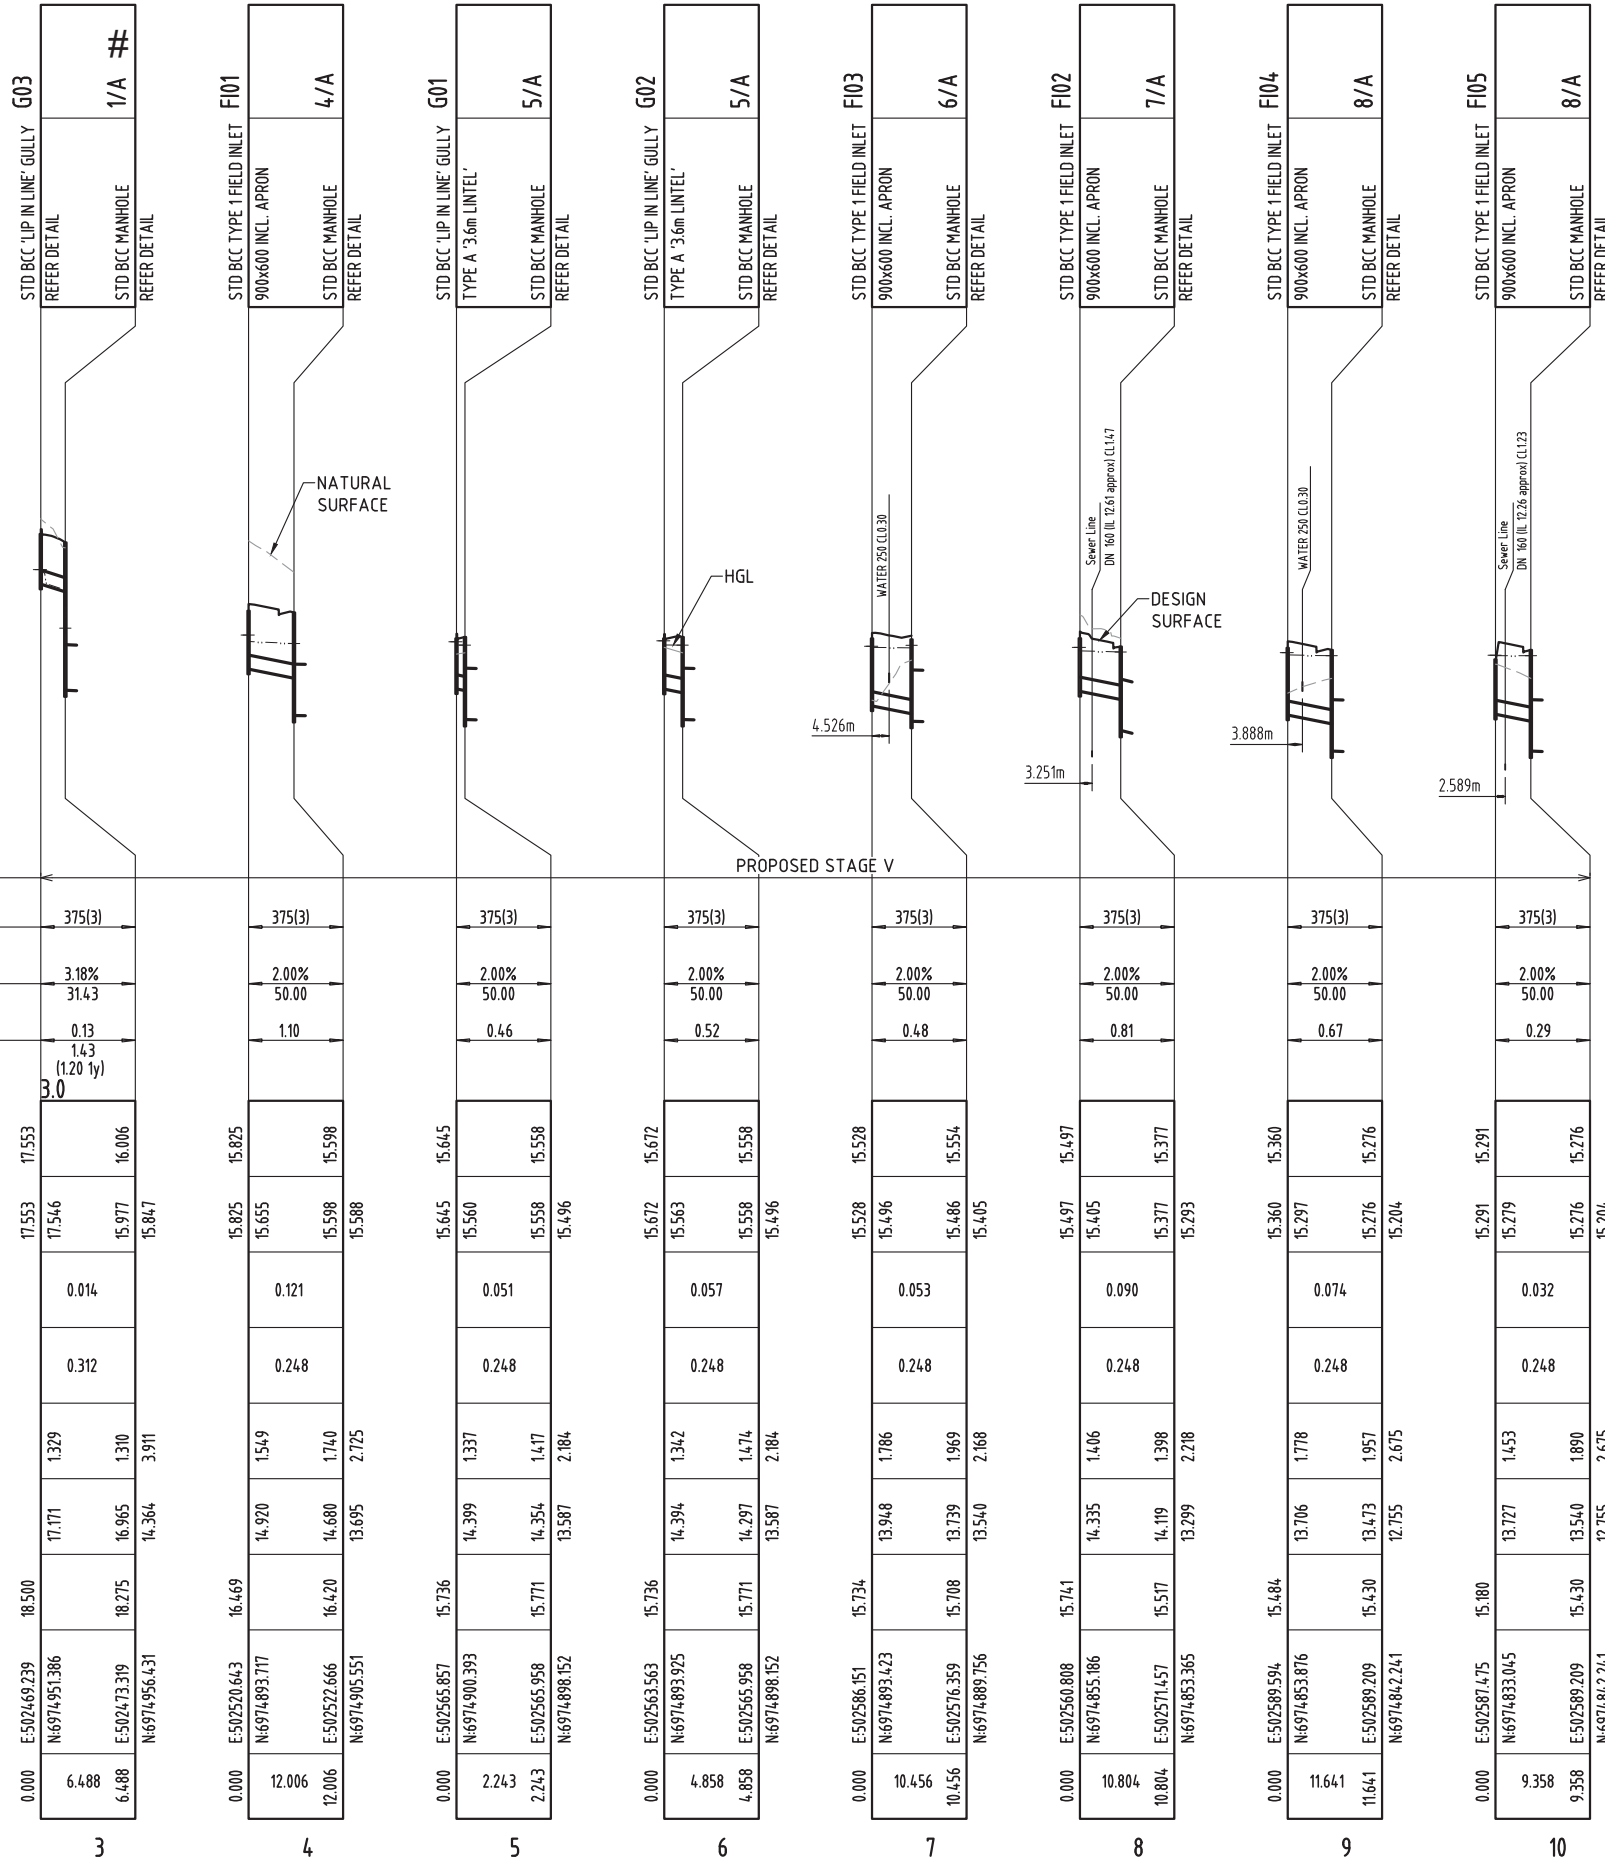 G03
1/A #
STD BCC 'LIP IN LINE' GULLY
REFER DETAIL
STD BCC MANHOLE
REFER DETAIL
FI01
4/A
STD BCC TYPE 1 FIELD INLET
900x600 INCL. APRON
STD BCC MANHOLE
REFER DETAIL
G01
5/A
STD BCC 'LIP IN LINE' GULLY
TYPE A '3.6m LINTEL'
STD BCC MANHOLE
REFER DETAIL
G02
5/A
STD BCC 'LIP IN LINE' GULLY
TYPE A '3.6m LINTEL'
STD BCC MANHOLE
REFER DETAIL
FI03
6/A
STD BCC TYPE 1 FIELD INLET
900x600 INCL. APRON
STD BCC MANHOLE
REFER DETAIL
FI02
7/A
STD BCC TYPE 1 FIELD INLET
900x600 INCL. APRON
STD BCC MANHOLE
REFER DETAIL
FI04
8/A
STD BCC TYPE 1 FIELD INLET
900x600 INCL. APRON
STD BCC MANHOLE
REFER DETAIL
FI05
8/A
STD BCC TYPE 1 FIELD INLET
900x600 INCL. APRON
STD BCC MANHOLE
REFER DETAIL
NATURAL
SURFACE
HGL
WATER 250 CL0.30
4.526m
Sewer Line
DN 160 (IL 12.61 approx) CL1.47
DESIGN
SURFACE
3.251m
WATER 250 CL0.30
3.888m
Sewer Line
DN 160 (IL 12.26 approx) CL1.23
2.589m
PROPOSED STAGE V
375(3) 375(3) 375(3) 375(3) 375(3) 375(3) 375(3) 375(3)
3.18% 2.00% 2.00% 2.00% 2.00% 2.00% 2.00% 2.00%
31.43 50.00 50.00 50.00 50.00 50.00 50.00 50.00
0.13 1.10 0.46 0.52 0.48 0.81 0.67 0.29
1.43
(1.20 1y)
3.0
17.553 16.006 15.825 15.598 15.645 15.558 15.672 15.558 15.528 15.554 15.497 15.377 15.360 15.276 15.291 15.276
17.553 17.546 15.977 15.847 15.825 15.655 15.598 15.588 15.645 15.560 15.558 15.496 15.672 15.563 15.558 15.496 15.528 15.496 15.486 15.405 15.497 15.405 15.377 15.293 15.360 15.297 15.276 15.204 15.291 15.279 15.276 15.204
0.014 0.121 0.051 0.057 0.053 0.090 0.074 0.032
0.312 0.248 0.248 0.248 0.248 0.248 0.248 0.248
1.329 1.310 3.911 1.549 1.740 2.725 1.337 1.417 2.184 1.342 1.474 2.184 1.786 1.969 2.168 1.406 1.398 2.218 1.778 1.957 2.675 1.453 1.890 2.675
17.171 16.965 14.364 14.920 14.680 13.695 14.399 14.354 13.587 14.394 14.297 13.587 13.948 13.739 13.540 14.335 14.119 13.299 13.706 13.473 12.755 13.727 13.540 12.755
18.500 18.275 16.469 16.420 15.736 15.771 15.736 15.771 15.734 15.708 15.741 15.517 15.484 15.430 15.180 15.430
E:502469.239
N:6974951.386
E:502473.319
N:6974956.431
E:502520.643
N:6974893.717
E:502522.666
N:6974905.551
E:502565.857
N:6974900.393
E:502565.958
N:6974898.152
E:502563.563
N:6974893.925
E:502565.958
N:6974898.152
E:502586.151
N:6974893.423
E:502576.359
N:6974889.756
E:502560.808
N:6974855.186
E:502571.457
N:6974853.365
E:502589.594
N:6974853.876
E:502589.209
N:6974842.241
E:502587.475
N:6974833.045
E:502589.209
N:6974842.241
0.000 6.488 6.488 0.000 12.006 12.006 0.000 2.243 2.243 0.000 4.858 4.858 0.000 10.456 10.456 0.000 10.804 10.804 0.000 11.641 11.641 0.000 9.358 9.358
3 4 5 6 7 8 9 10